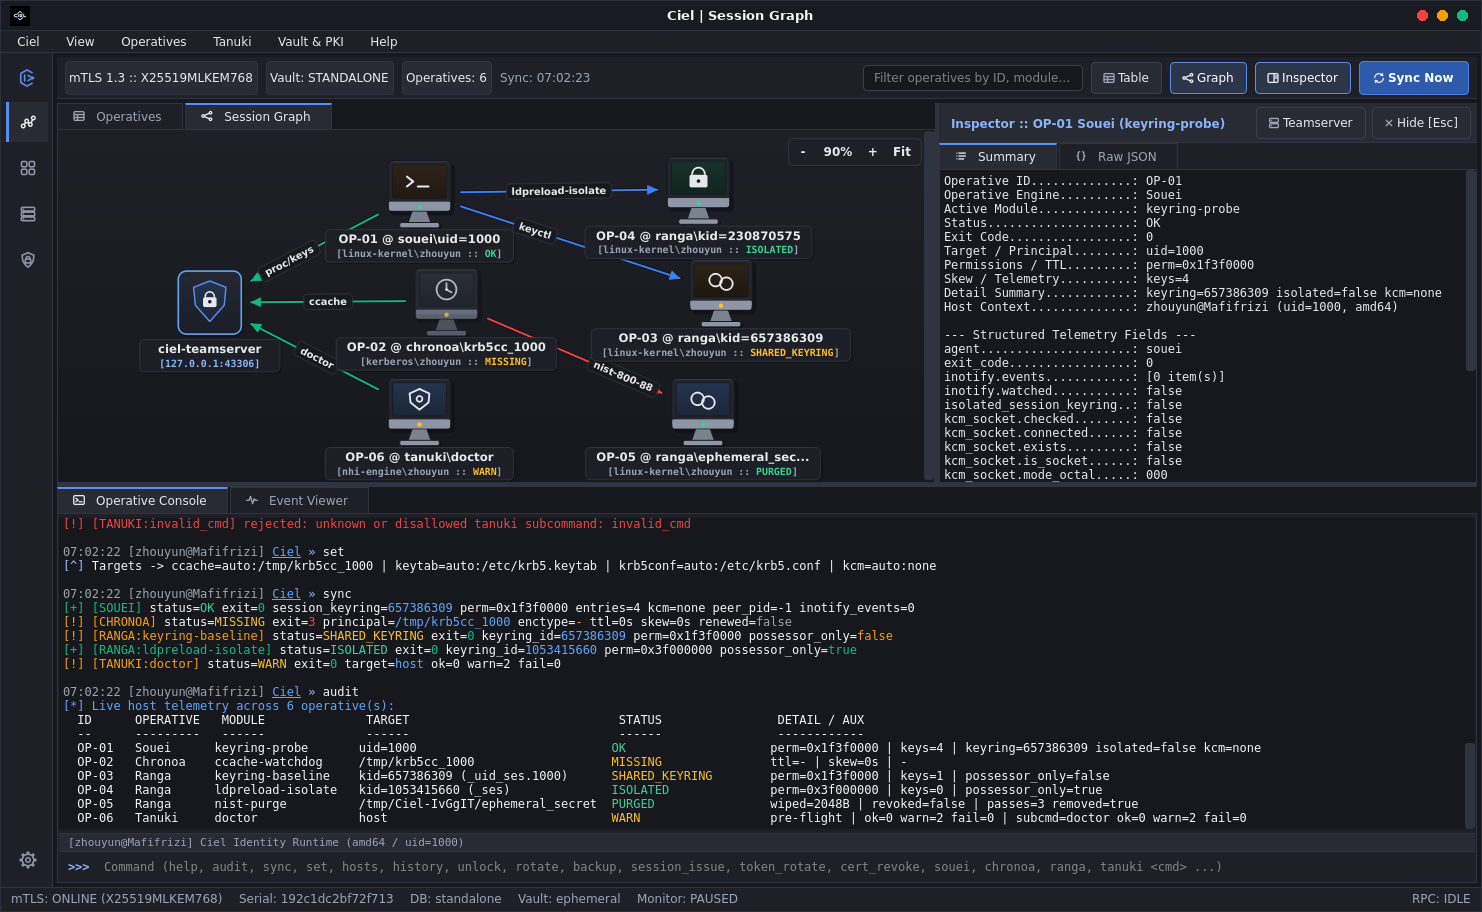 Ciel | Session Graph
Ciel View Operatives Tanuki Vault & PKI Help
mTLS 1.3 :: X25519MLKEM768 Vault: STANDALONE Operatives: 6 Sync: 07:02:23 Filter operatives by ID, module... Table Graph Inspector Sync Now
Operatives Session Graph
- 90% + Fit
ldpreload-isolate
keyctl
proc/keys
OP-01 @ souei\uid=1000
[linux-kernel\zhouyun :: OK]
OP-04 @ ranga\kid=230870575
[linux-kernel\zhouyun :: ISOLATED]
ccache
ciel-teamserver
[127.0.0.1:43306]
doctor
OP-02 @ chronoa\krb5cc_1000
[kerberos\zhouyun :: MISSING]
OP-03 @ ranga\kid=657386309
[linux-kernel\zhouyun :: SHARED_KEYRING]
nist-800-88
OP-06 @ tanuki\doctor
[nhi-engine\zhouyun :: WARN]
OP-05 @ ranga\ephemeral_sec...
[linux-kernel\zhouyun :: PURGED]
Inspector :: OP-01 Souei (keyring-probe) Teamserver × Hide [Esc]
Summary {} Raw JSON
Operative ID.............: OP-01
Operative Engine.........: Souei
Active Module............: keyring-probe
Status...................: OK
Exit Code................: 0
Target / Principal.......: uid=1000
Permissions / TTL........: perm=0x1f3f0000
Skew / Telemetry.........: keys=4
Detail Summary...........: keyring=657386309 isolated=false kcm=none
Host Context.............: zhouyun@Mafifrizi (uid=1000, amd64)
--- Structured Telemetry Fields ---
agent....................: souei
exit_code................: 0
inotify.events...........: [0 item(s)]
inotify.watched..........: false
isolated_session_keyring.: false
kcm_socket.checked.......: false
kcm_socket.connected.....: false
kcm_socket.exists........: false
kcm_socket.is_socket.....: false
kcm_socket.mode_octal....: 000
Operative Console Event Viewer
[!] [TANUKI:invalid_cmd] rejected: unknown or disallowed tanuki subcommand: invalid_cmd
07:02:22 [zhouyun@Mafifrizi] Ciel » set
[^] Targets -> ccache=auto:/tmp/krb5cc_1000 | keytab=auto:/etc/krb5.keytab | krb5conf=auto:/etc/krb5.conf | kcm=auto:none
07:02:22 [zhouyun@Mafifrizi] Ciel » sync
[+] [SOUEI] status=OK exit=0 session_keyring=657386309 perm=0x1f3f0000 entries=4 kcm=none peer_pid=-1 inotify_events=0
[!] [CHRONOA] status=MISSING exit=3 principal=/tmp/krb5cc_1000 enctype=- ttl=0s skew=0s renewed=false
[!] [RANGA:keyring-baseline] status=SHARED_KEYRING exit=0 keyring_id=657386309 perm=0x1f3f0000 possessor_only=false
[+] [RANGA:ldpreload-isolate] status=ISOLATED exit=0 keyring_id=1053415660 perm=0x3f000000 possessor_only=true
[!] [TANUKI:doctor] status=WARN exit=0 target=host ok=0 warn=2 fail=0
07:02:22 [zhouyun@Mafifrizi] Ciel » audit
[*] Live host telemetry across 6 operative(s):
ID OPERATIVE MODULE TARGET STATUS DETAIL / AUX
-- --------- ------ ------ ------ ------------
OP-01 Souei keyring-probe uid=1000 OK perm=0x1f3f0000 | keys=4 | keyring=657386309 isolated=false kcm=none
OP-02 Chronoa ccache-watchdog /tmp/krb5cc_1000 MISSING ttl=- | skew=0s | -
OP-03 Ranga keyring-baseline kid=657386309 (_uid_ses.1000) SHARED_KEYRING perm=0x1f3f0000 | keys=1 | possessor_only=false
OP-04 Ranga ldpreload-isolate kid=1053415660 (_ses) ISOLATED perm=0x3f000000 | keys=0 | possessor_only=true
OP-05 Ranga nist-purge /tmp/Ciel-IvGgIT/ephemeral_secret PURGED wiped=2048B | revoked=false | passes=3 removed=true
OP-06 Tanuki doctor host WARN pre-flight | ok=0 warn=2 fail=0 | subcmd=doctor ok=0 warn=2 fail=0
[zhouyun@Mafifrizi] Ciel Identity Runtime (amd64 / uid=1000)
>>> Command (help, audit, sync, set, hosts, history, unlock, rotate, backup, session_issue, token_rotate, cert_revoke, souei, chronoa, ranga, tanuki <cmd> ...)
mTLS: ONLINE (X25519MLKEM768) Serial: 192c1dc2bf72f713 DB: standalone Vault: ephemeral Monitor: PAUSED RPC: IDLE